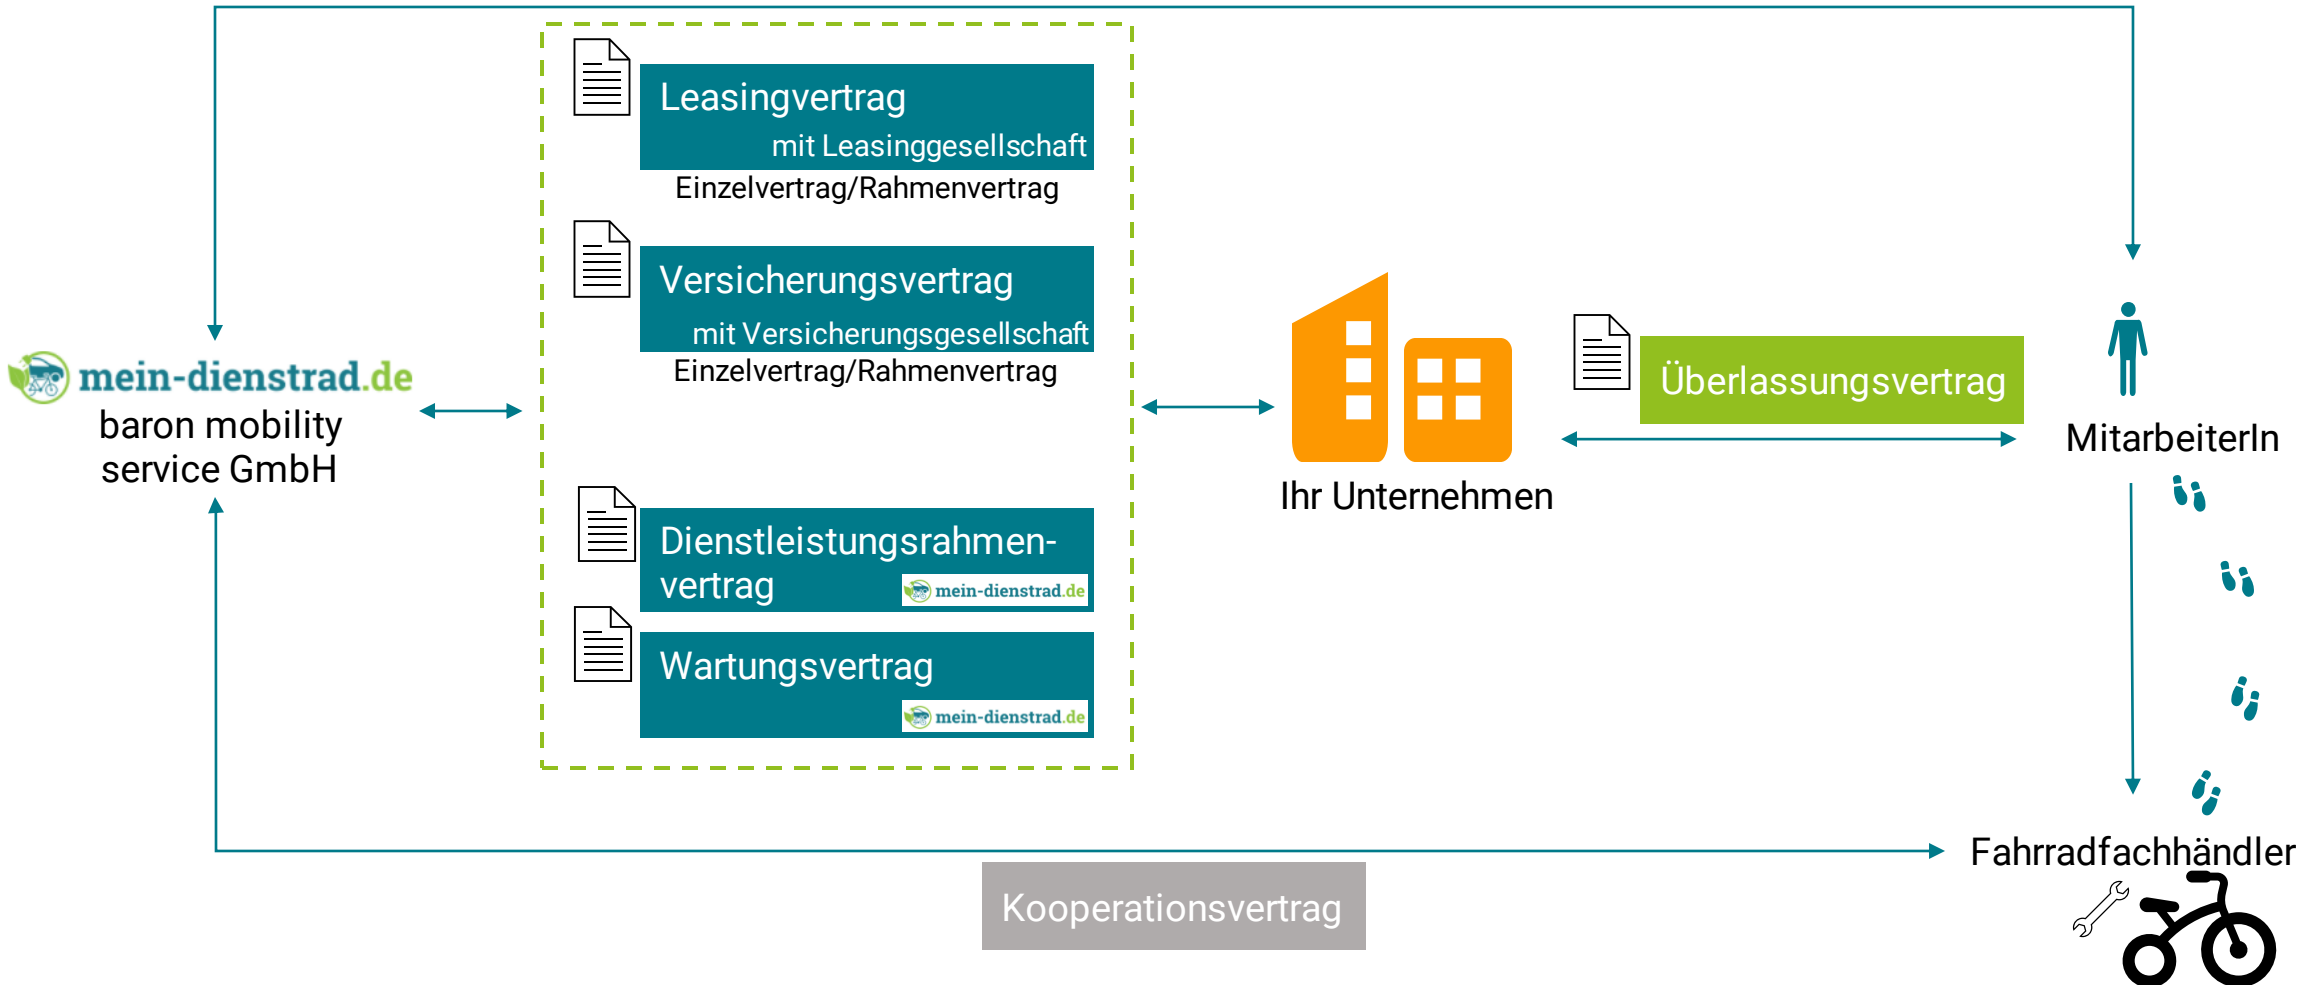 Leasingvertrag
mit Leasinggesellschaft
Einzelvertrag/Rahmenvertrag
Versicherungsvertrag
mit Versicherungsgesellschaft
Einzelvertrag/Rahmenvertrag
mein-dienstrad.de
baron mobility
service GmbH
Dienstleistungsrahmen-
vertrag
mein-dienstrad.de
Wartungsvertrag
mein-dienstrad.de
Ihr Unternehmen
Überlassungsvertrag
MitarbeiterIn
Fahrradfachhändler
Kooperationsvertrag